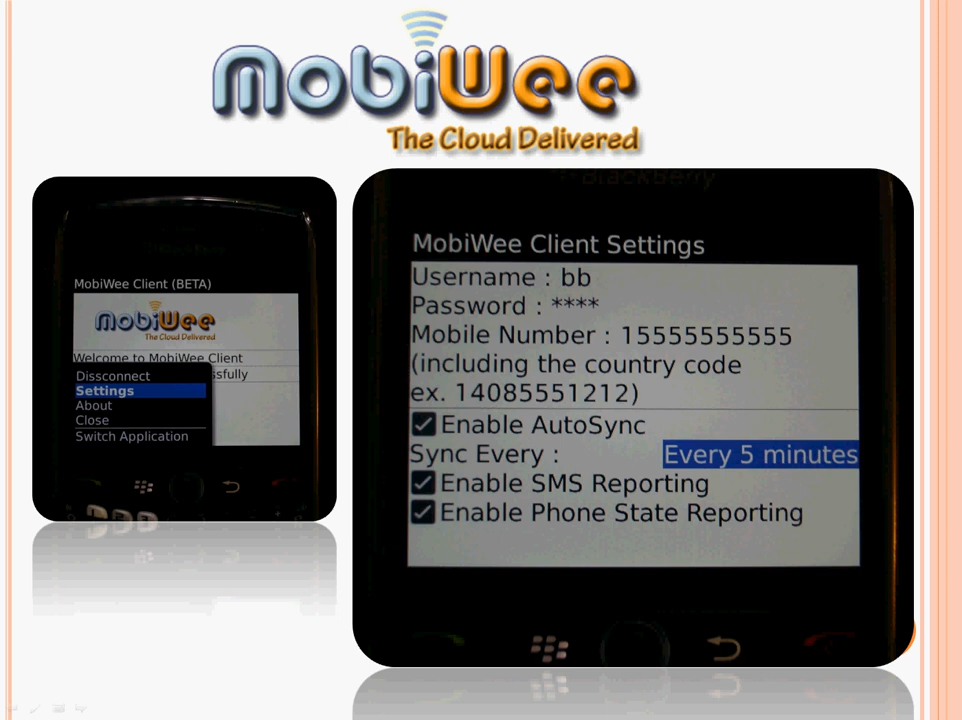 MobiWee
The Cloud Delivered
MobiWee Client (BETA)
MobiWee
The Cloud Delivered
Welcome to MobiWee Client
ssfully
Dissconnect
Settings
About
Close
Switch Application
BlackBerry
MobiWee Client Settings
Username : bb
Password : ****
Mobile Number : 15555555555
(including the country code
ex. 14085551212)
Enable AutoSync
Sync Every : Every 5 minutes
Enable SMS Reporting
Enable Phone State Reporting